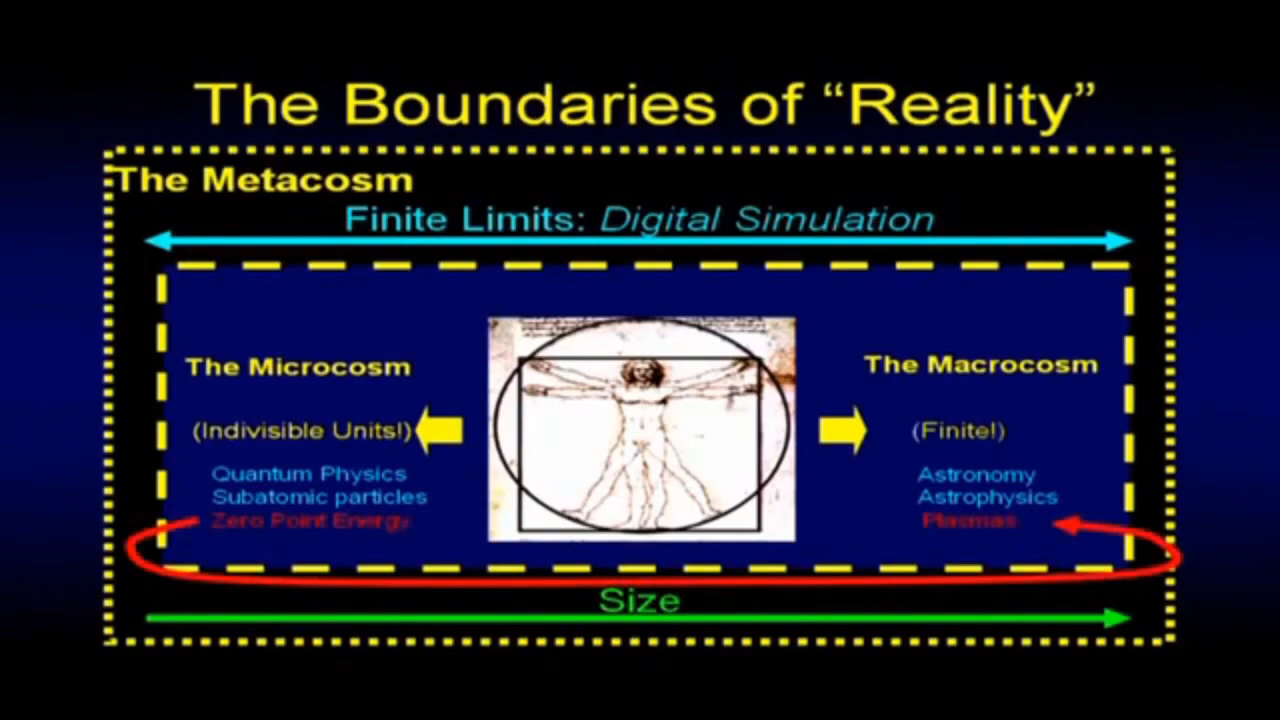 The Boundaries of “Reality”
The Metacosm
Finite Limits: Digital Simulation
The Microcosm
(Indivisible Units!)
Quantum Physics
Subatomic particles
Zero Point Energy
The Macrocosm
(Finite!)
Astronomy
Astrophysics
Plasmas
Size